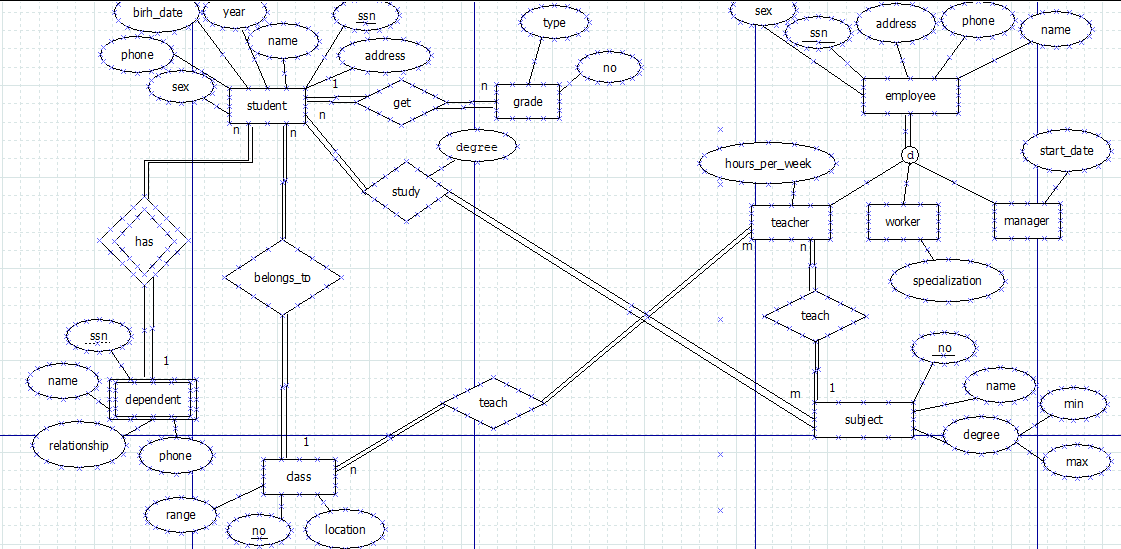 birh_date
year
ssn
name
phone
address
sex
student
1
n
n
n
n
get
grade
type
no
degree
study
has
belongs_to
ssn
name
1
dependent
relationship
phone
1
class
n
range
no
location
teach
sex
ssn
address
phone
name
employee
d
hours_per_week
start_date
teacher
worker
manager
m
n
specialization
teach
no
1
m
name
subject
degree
min
max